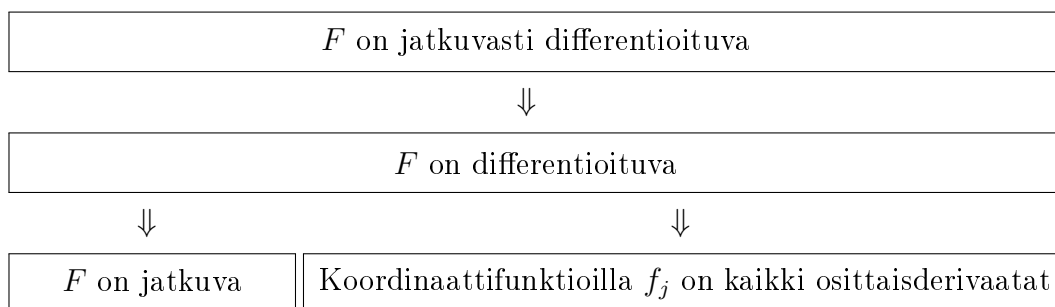 F on jatkuvasti differentioituva
⇓
F on differentioituva
⇓ ⇓
F on jatkuva Koordinaattifunktioilla f_j on kaikki osittaisderivaatat